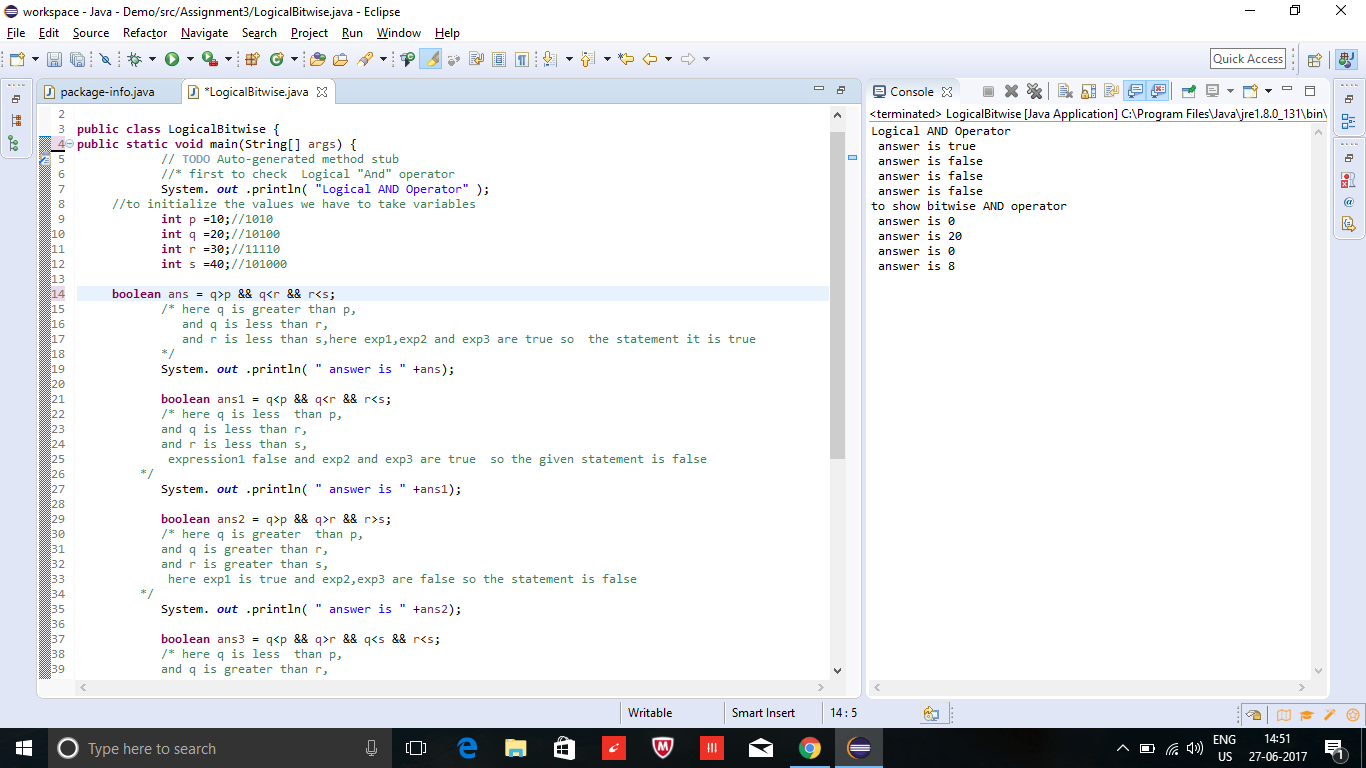 workspace - Java - Demo/src/Assignment3/LogicalBitwise.java - Eclipse
File Edit Source Refactor Navigate Search Project Run Window Help
Quick Access
package-info.java
*LogicalBitwise.java
2
3 public class LogicalBitwise {
4 public static void main(String[] args) {
5 // TODO Auto-generated method stub
6 //* first to check  Logical "And" operator
7 System. out .println( "Logical AND Operator" );
8 //to initialize the values we have to take variables
9 int p =10;//1010
10 int q =20;//10100
11 int r =30;//11110
12 int s =40;//101000
13
14 boolean ans = q>p && q<r && r<s;
15 /* here q is greater than p,
16 and q is less than r,
17 and r is less than s,here exp1,exp2 and exp3 are true so  the statement it is true
18 */
19 System. out .println( " answer is " +ans);
20
21 boolean ans1 = q<p && q<r && r<s;
22 /* here q is less  than p,
23 and q is less than r,
24 and r is less than s,
25 expression1 false and exp2 and exp3 are true  so the given statement is false
26 */
27 System. out .println( " answer is " +ans1);
28
29 boolean ans2 = q>p && q>r && r>s;
30 /* here q is greater  than p,
31 and q is greater than r,
32 and r is greater than s,
33 here exp1 is true and exp2,exp3 are false so the statement is false
34 */
35 System. out .println( " answer is " +ans2);
36
37 boolean ans3 = q<p && q>r && q<s && r<s;
38 /* here q is less  than p,
39 and q is greater than r,
Console
<terminated> LogicalBitwise [Java Application] C:\Program Files\Java\jre1.8.0_131\bin\
Logical AND Operator
answer is true
answer is false
answer is false
answer is false
to show bitwise AND operator
answer is 0
answer is 20
answer is 0
answer is 8
Writable
Smart Insert
14 : 5
Type here to search
ENG
US
14:51
27-06-2017
1